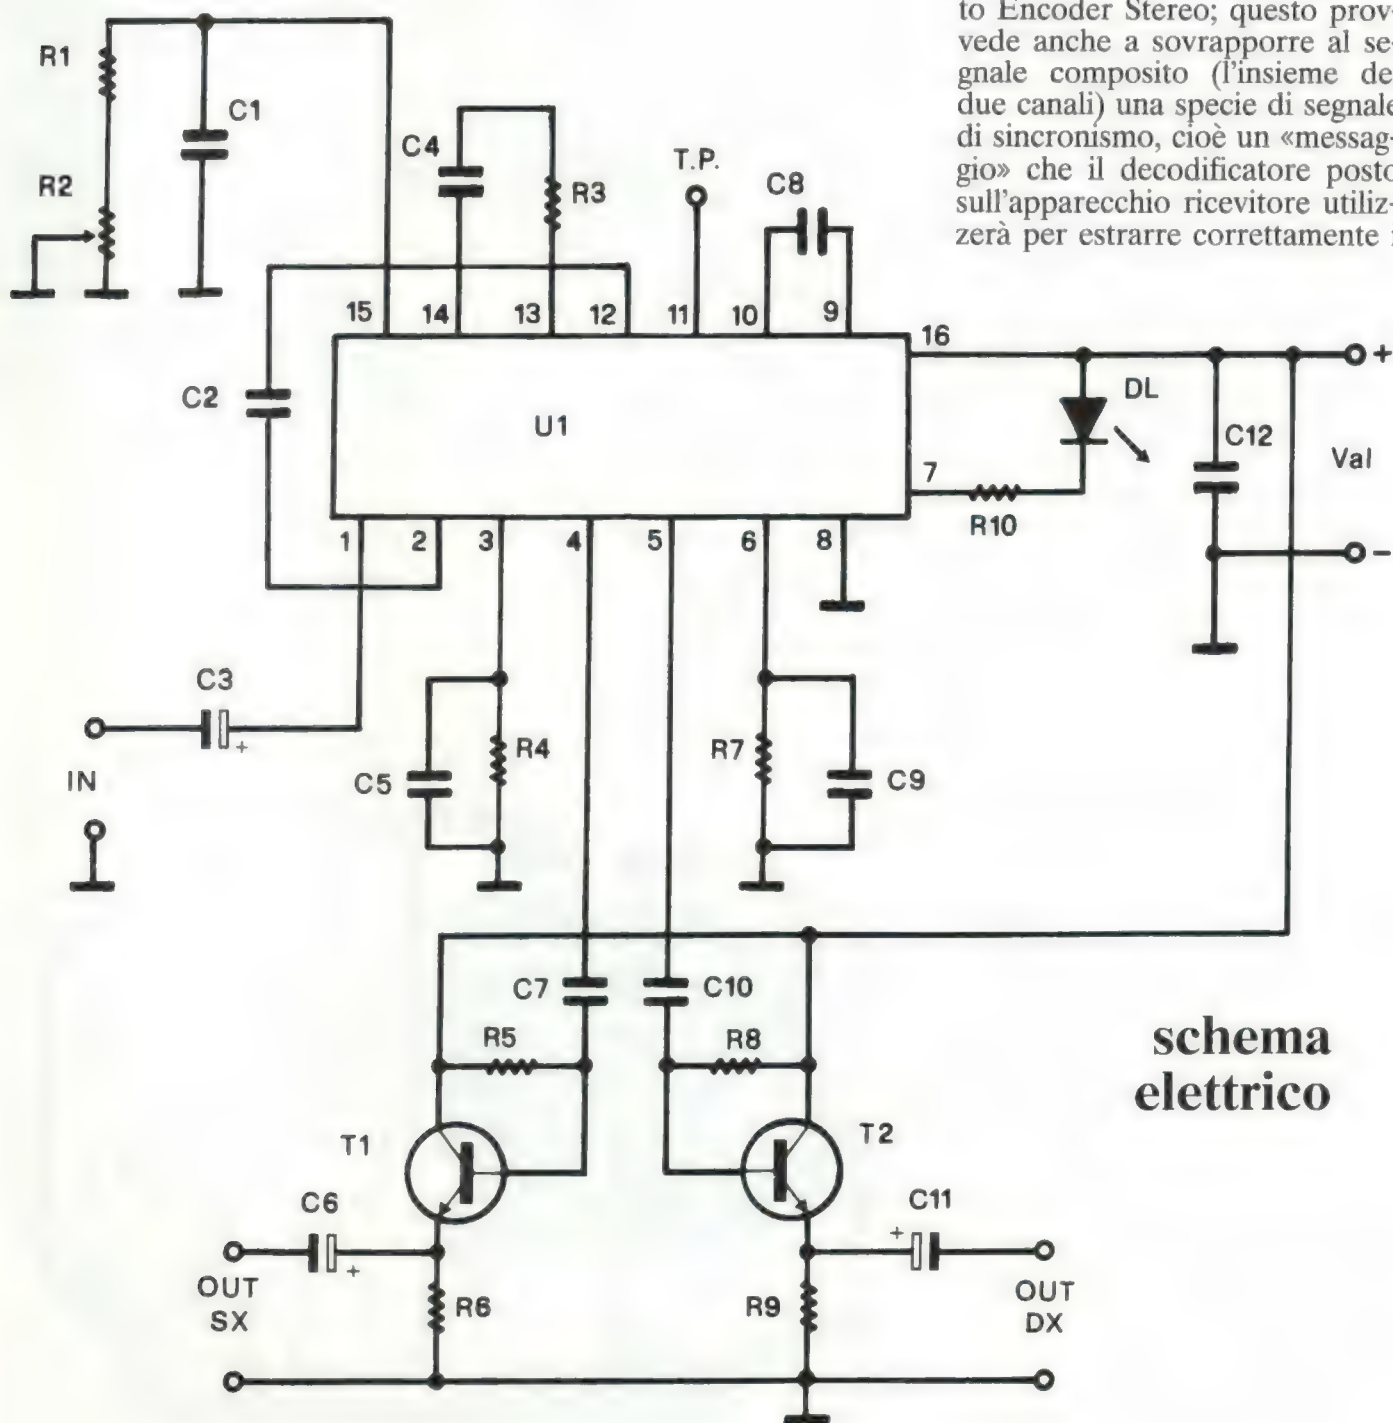 to Encoder Stereo; questo prov-
vede anche a sovrapporre al se-
gnale composito (l'insieme de
due canali) una specie di segnale
di sincronismo, cioè un «messag-
gio» che il decodificatore posto
sull'apparecchio ricevitore utiliz-
zerà per estrarre correttamente
R1
C1
R2
C4
R3
T.P.
C8
15
14
13
12
11
10
9
16
C2
U1
DL
C12
Val
+
7
R10
-
1
2
3
4
5
6
8
C3
+
IN
C5
R4
R7
C9
C7
C10
R5
R8
schema
elettrico
T1
T2
C6
+
C11
+
OUT
SX
R6
R9
OUT
DX